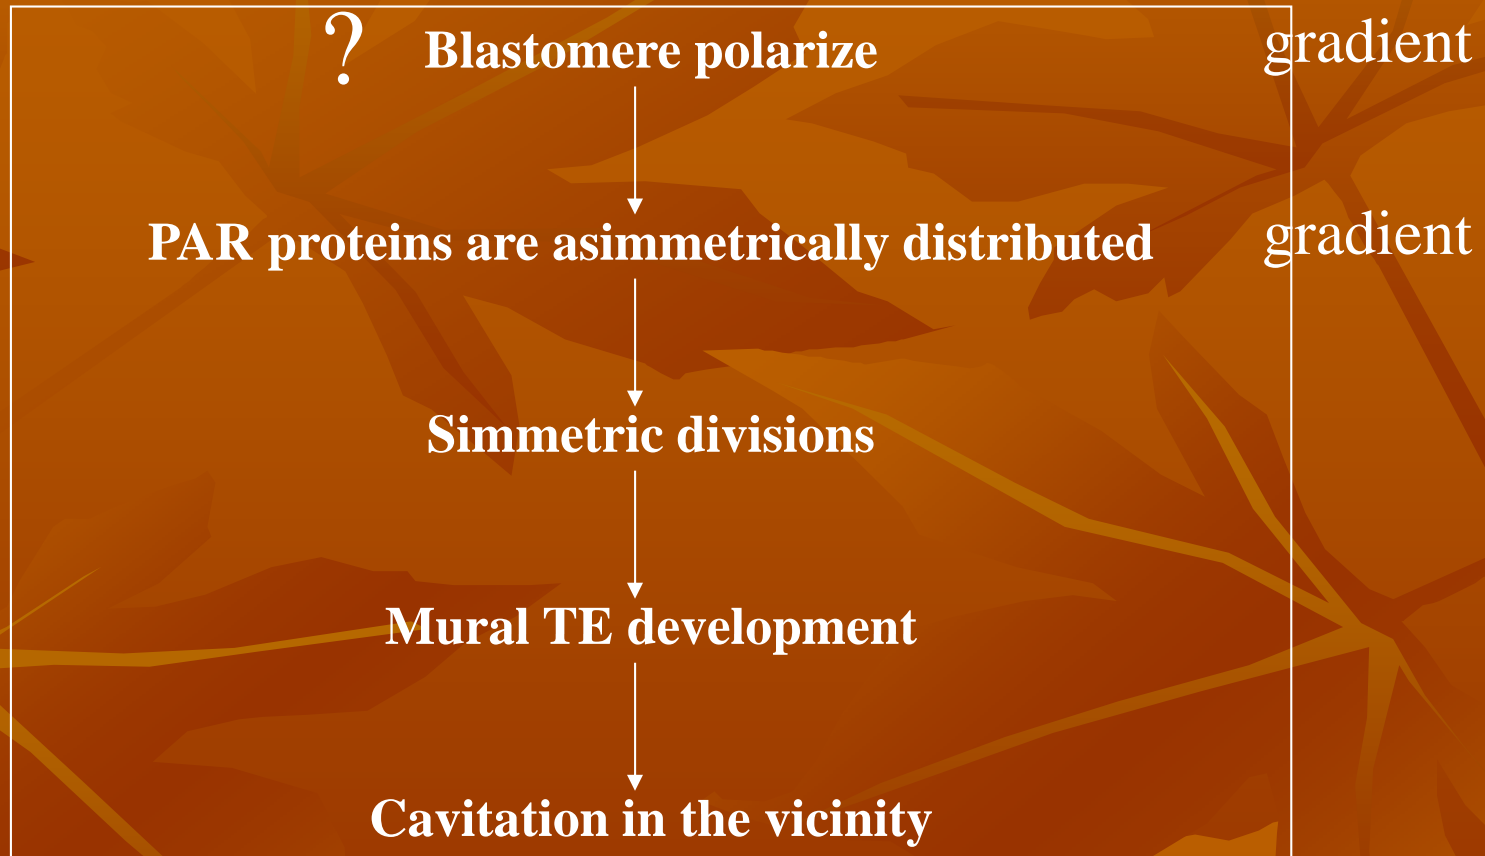 ? Blastomere polarize gradient
PAR proteins are asimmetrically distributed gradient
Simmetric divisions
Mural TE development
Cavitation in the vicinity